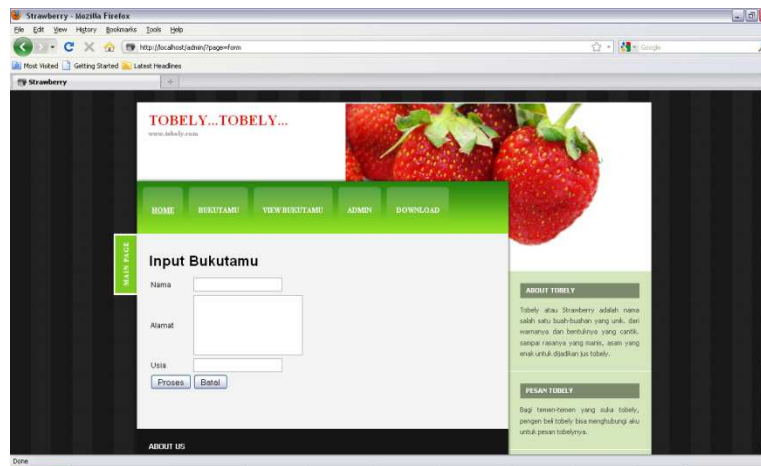 Strawberry - Mozilla Firefox
File Edit View History Bookmarks Tools Help
http://localhost/admin/?page=form
Google
Most Visited Getting Started Latest Headlines
Strawberry
TOBELY...TOBELY...
www.tobely.com
HOME BUKUTAMU VIEW BUKUTAMU ADMIN DOWNLOAD
MAIN PAGE
Input Bukutamu
Nama
Alamat
Usia
Proses Batal
ABOUT TOBELY
Tobely atau Strawberry adalah nama
salah satu buah-buahan yang unik. dari
warnanya dan bentuknya yang cantik.
sampai rasanya yang manis, asam yang
enak untuk dijadikan jus tobely.
PESAN TOBELY
Bagi temen-temen yang suka tobely,
pengen beli tobely bisa menghubungi aku
untuk pesan tobelynya.
ABOUT US
Done